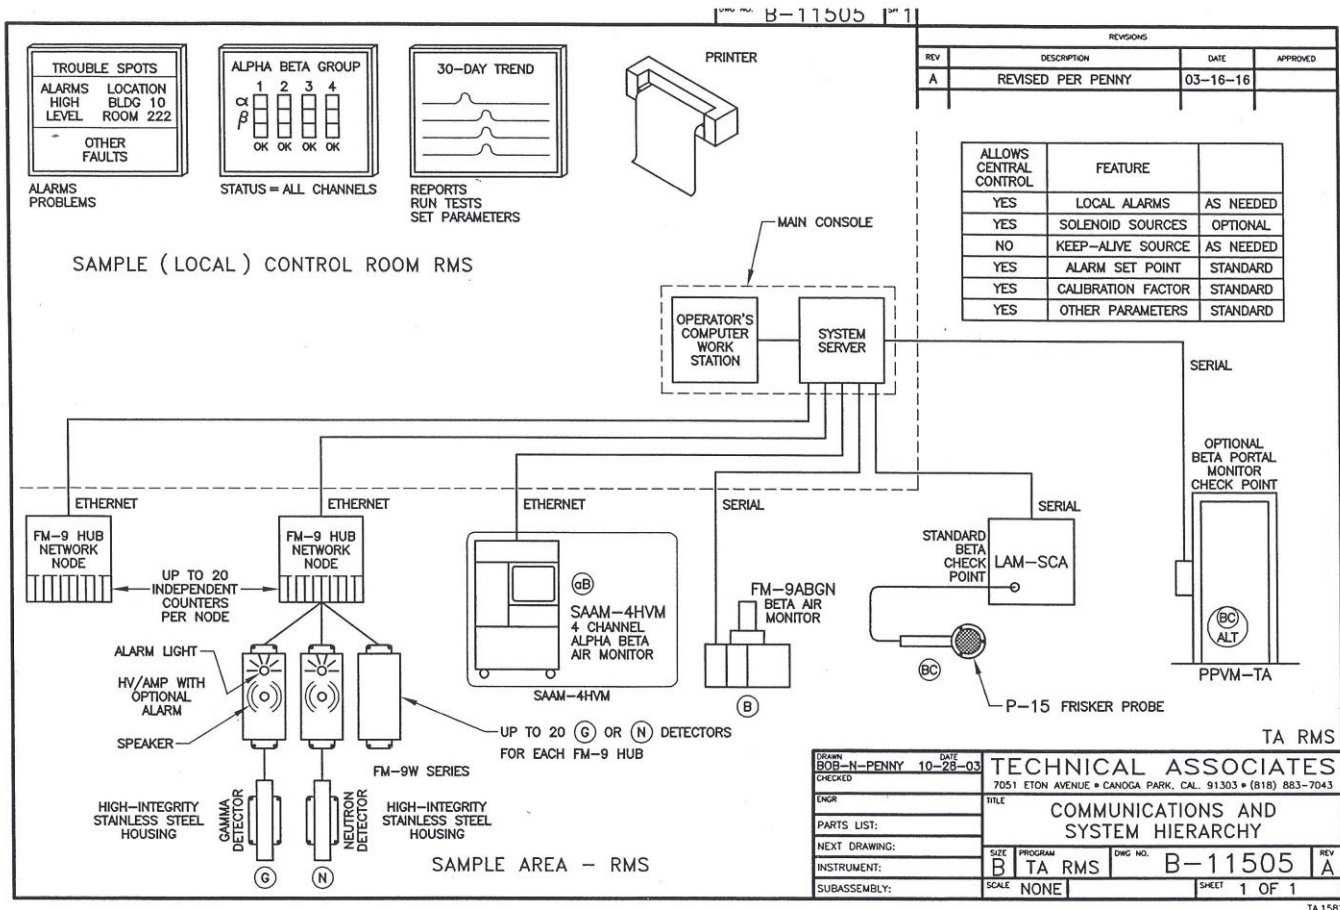 DWG NO. B-11505 SH 1
REVISIONS
REV DESCRIPTION DATE APPROVED
A REVISED PER PENNY 03-16-16
TROUBLE SPOTS
ALARMS LOCATION
HIGH BLDG 10
LEVEL ROOM 222
OTHER
FAULTS
ALARMS
PROBLEMS
ALPHA BETA GROUP
1 2 3 4
α
β
OK OK OK OK
STATUS = ALL CHANNELS
30-DAY TREND
REPORTS
RUN TESTS
SET PARAMETERS
PRINTER
SAMPLE (LOCAL) CONTROL ROOM RMS
ALLOWS
CENTRAL
CONTROL
FEATURE
YES LOCAL ALARMS AS NEEDED
YES SOLENOID SOURCES OPTIONAL
NO KEEP-ALIVE SOURCE AS NEEDED
YES ALARM SET POINT STANDARD
YES CALIBRATION FACTOR STANDARD
YES OTHER PARAMETERS STANDARD
MAIN CONSOLE
OPERATOR'S
COMPUTER
WORK
STATION
SYSTEM
SERVER
SERIAL
ETHERNET
ETHERNET
ETHERNET
SERIAL
SERIAL
FM-9 HUB
NETWORK
NODE
FM-9 HUB
NETWORK
NODE
UP TO 20
INDEPENDENT
COUNTERS
PER NODE
ALARM LIGHT
HV/AMP WITH
OPTIONAL
ALARM
SPEAKER
FM-9W SERIES
HIGH-INTEGRITY
STAINLESS STEEL
HOUSING
GAMMA
DETECTOR
G
NEUTRON
DETECTOR
N
HIGH-INTEGRITY
STAINLESS STEEL
HOUSING
UP TO 20 G OR N DETECTORS
FOR EACH FM-9 HUB
αB
SAAM-4HVM
4 CHANNEL
ALPHA BETA
AIR MONITOR
SAAM-4HVM
FM-9ABGN
BETA AIR
MONITOR
B
STANDARD
BETA
CHECK
POINT
LAM-SCA
BC
P-15 FRISKER PROBE
OPTIONAL
BETA PORTAL
MONITOR
CHECK POINT
BC
ALT
PPVM-TA
SAMPLE AREA - RMS
TA RMS
DRAWN DATE
BOB-N-PENNY 10-28-03
CHECKED
ENGR
PARTS LIST:
NEXT DRAWING:
INSTRUMENT:
SUBASSEMBLY:
TECHNICAL ASSOCIATES
7051 ETON AVENUE • CANOGA PARK, CAL. 91303 • (818) 883-7043
TITLE
COMMUNICATIONS AND
SYSTEM HIERARCHY
SIZE B PROGRAM TA RMS DWG NO. B-11505 REV A
SCALE NONE SHEET 1 OF 1